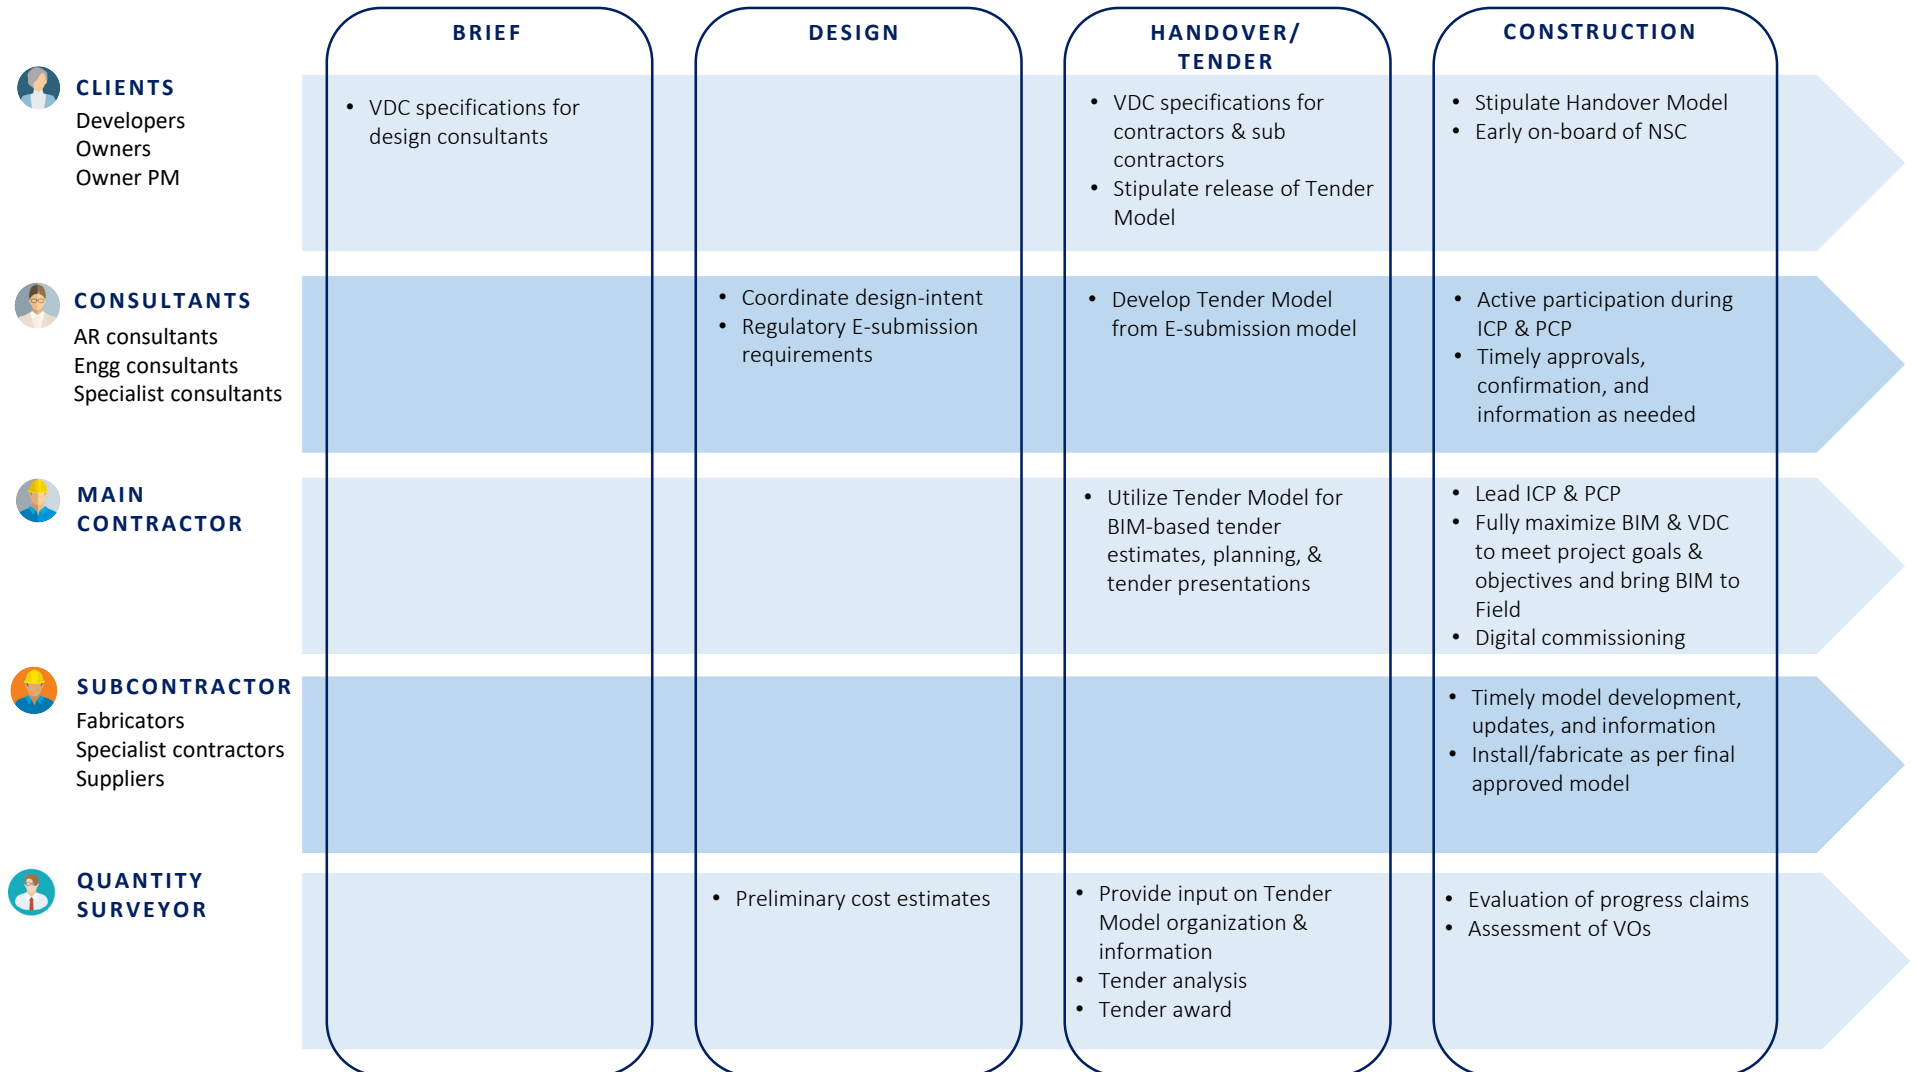 BRIEF
DESIGN
HANDOVER/
TENDER
CONSTRUCTION
CLIENTS
Developers
Owners
Owner PM
• VDC specifications for
design consultants
• VDC specifications for
contractors & sub
contractors
• Stipulate release of Tender
Model
• Stipulate Handover Model
• Early on-board of NSC
CONSULTANTS
AR consultants
Engg consultants
Specialist consultants
• Coordinate design-intent
• Regulatory E-submission
requirements
• Develop Tender Model
from E-submission model
• Active participation during
ICP & PCP
• Timely approvals,
confirmation, and
information as needed
MAIN
CONTRACTOR
• Utilize Tender Model for
BIM-based tender
estimates, planning, &
tender presentations
• Lead ICP & PCP
• Fully maximize BIM & VDC
to meet project goals &
objectives and bring BIM to
Field
• Digital commissioning
SUBCONTRACTOR
Fabricators
Specialist contractors
Suppliers
• Timely model development,
updates, and information
• Install/fabricate as per final
approved model
QUANTITY
SURVEYOR
• Preliminary cost estimates
• Provide input on Tender
Model organization &
information
• Tender analysis
• Tender award
• Evaluation of progress claims
• Assessment of VOs